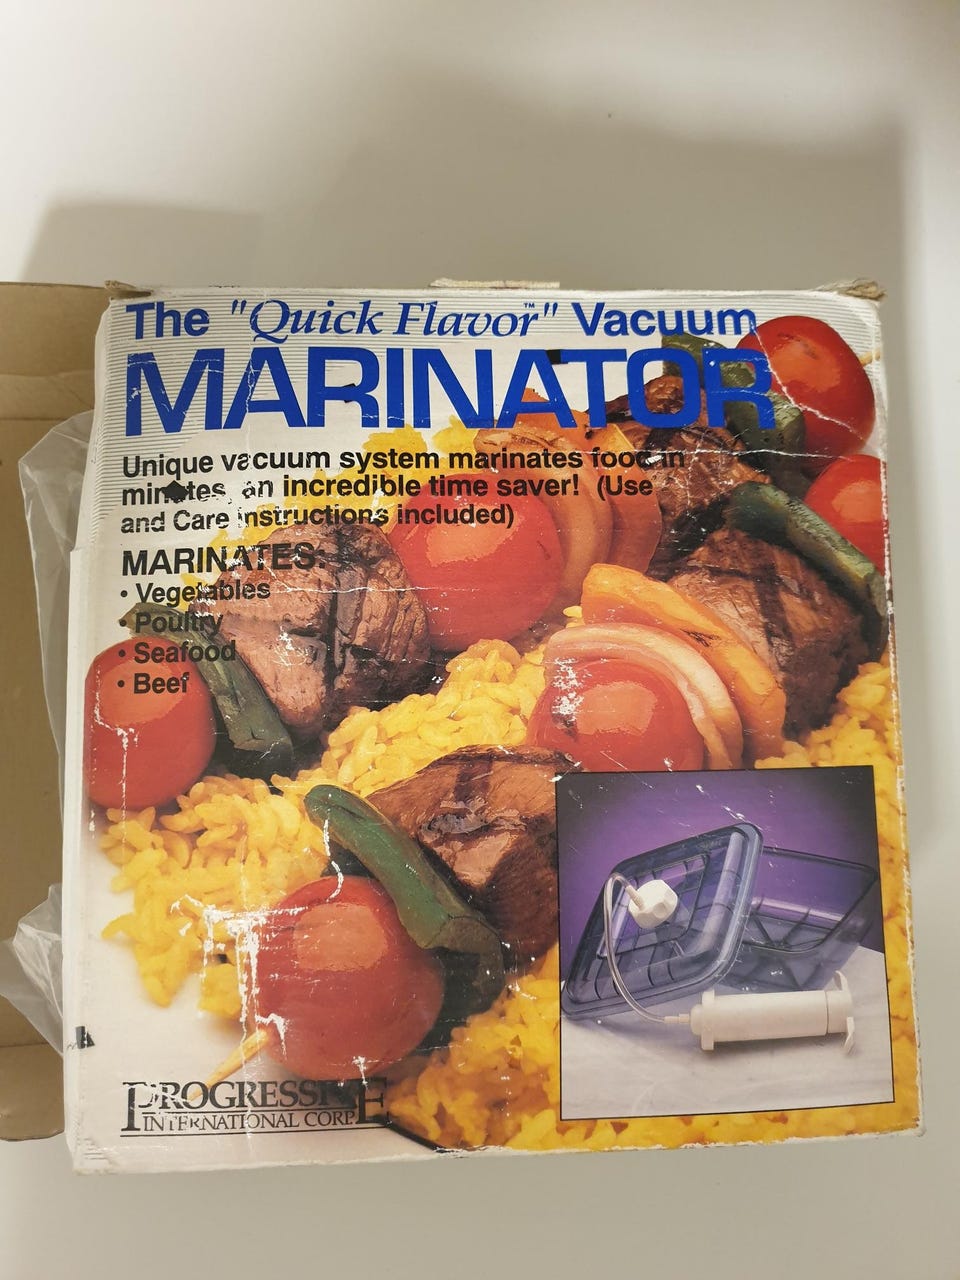 The "Quick Flavor™" Vacuum
MARINATOR
Unique vacuum system marinates food in
minutes, an incredible time saver! (Use
and Care instructions included)
MARINATES:
• Vegetables
• Poultry
• Seafood
• Beef
PROGRESSIVE
INTERNATIONAL CORP.